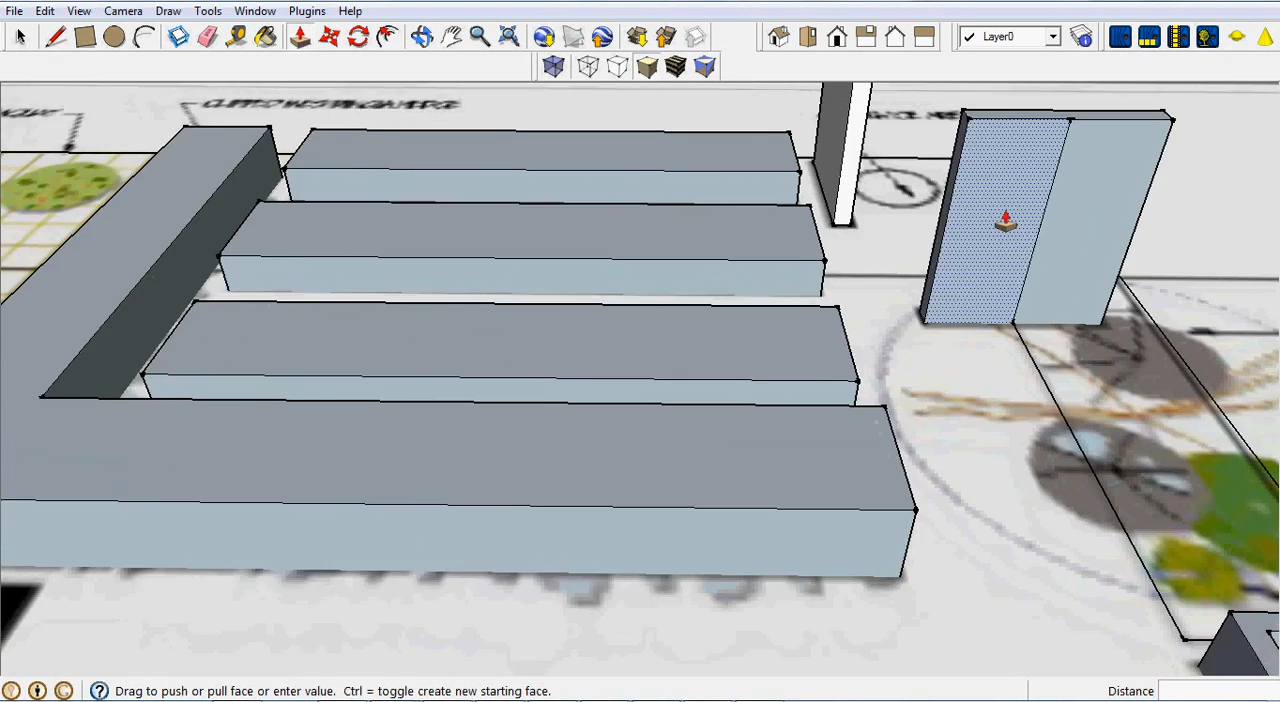 File Edit View Camera Draw Tools Window Plugins Help
Layer0
Drag to push or pull face or enter value. Ctrl = toggle create new starting face.
Distance